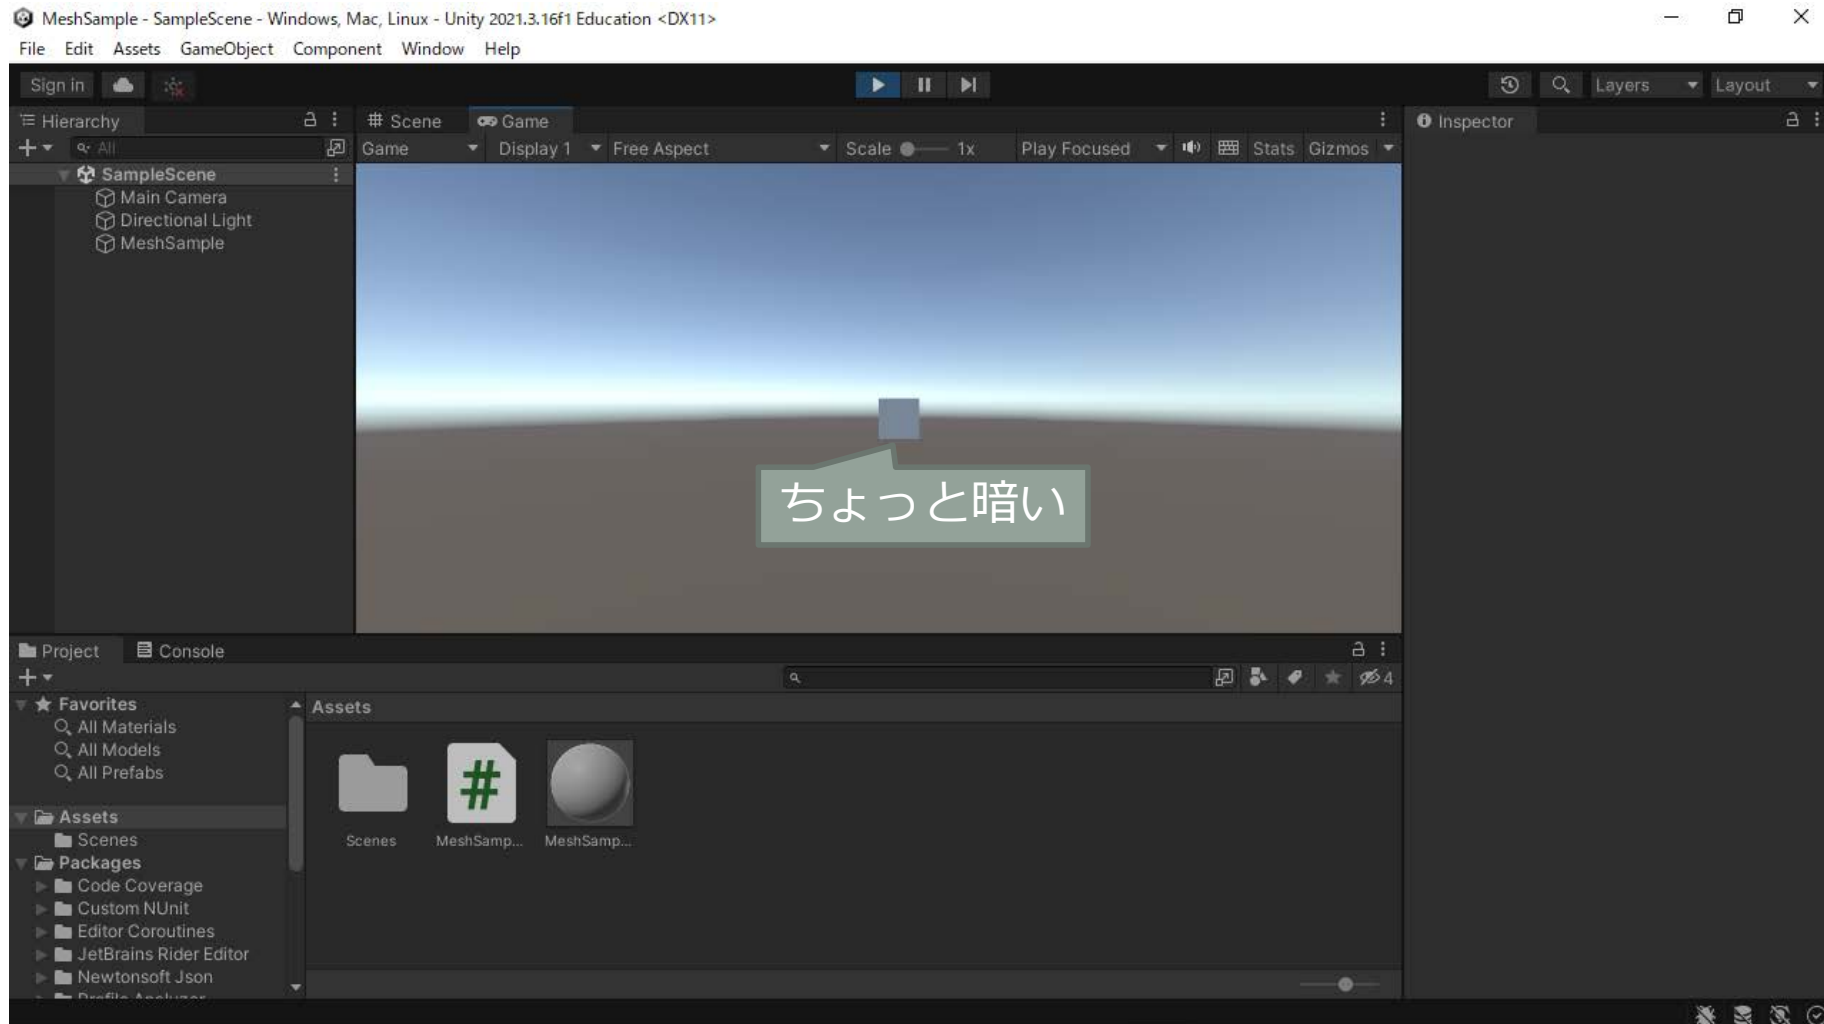 MeshSample - SampleScene - Windows, Mac, Linux - Unity 2021.3.16f1 Education <DX11>
File Edit Assets GameObject Component Window Help
Sign in
Layers
Layout
Hierarchy
Scene
Game
Inspector
All
Game
Display 1
Free Aspect
Scale
1x
Play Focused
Stats
Gizmos
SampleScene
Main Camera
Directional Light
MeshSample
ちょっと暗い
Project
Console
4
Favorites
All Materials
All Models
All Prefabs
Assets
Scenes
Packages
Code Coverage
Custom NUnit
Editor Coroutines
JetBrains Rider Editor
Newtonsoft Json
Assets
#
Scenes
MeshSamp...
MeshSamp...